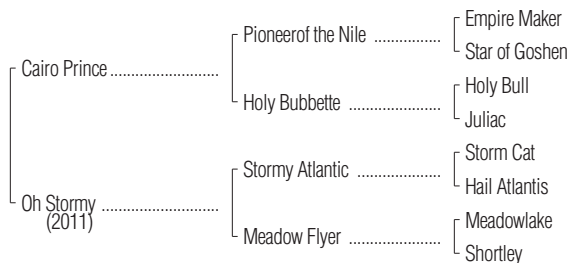 Empire Maker
Pioneerof the Nile ..................
Star of Goshen
Cairo Prince ........................
Holy Bull
Holy Bubbette .....................
Juliac
Storm Cat
Stormy Atlantic ...................
Hail Atlantis
Oh Stormy ..........................
(2011)
Meadowlake
Meadow Flyer .....................
Shortley